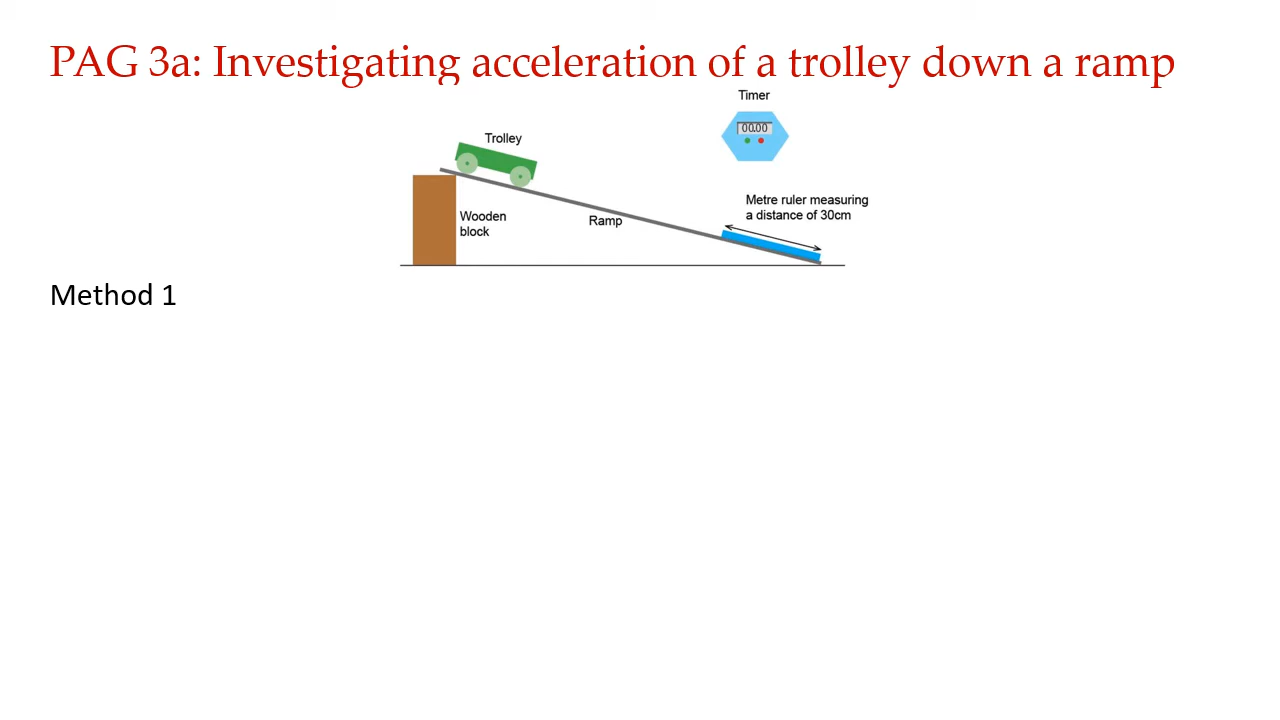 PAG 3a: Investigating acceleration of a trolley down a ramp
Timer
00.00
Trolley
Metre ruler measuring
a distance of 30cm
Wooden
block
Ramp
Method 1